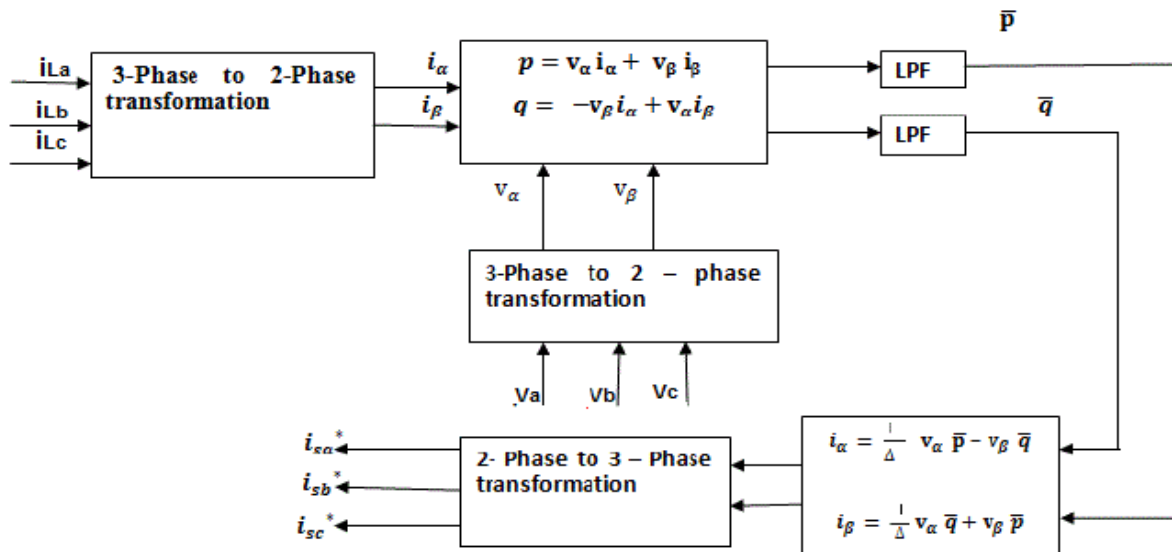 p̅
iLa
3-Phase to 2-Phase
transformation
iα
p = vα iα + vβ iβ
LPF
iLb
iβ
q = −vβ iα + vα iβ
q̅
LPF
iLc
vα
vβ
3-Phase to 2 – phase
transformation
Va
Vb
Vc
isa*
2- Phase to 3 – Phase
transformation
iα = 1/Δ vα p̅ − vβ q̅
isb*
isc*
iβ = 1/Δ vα q̅ + vβ p̅